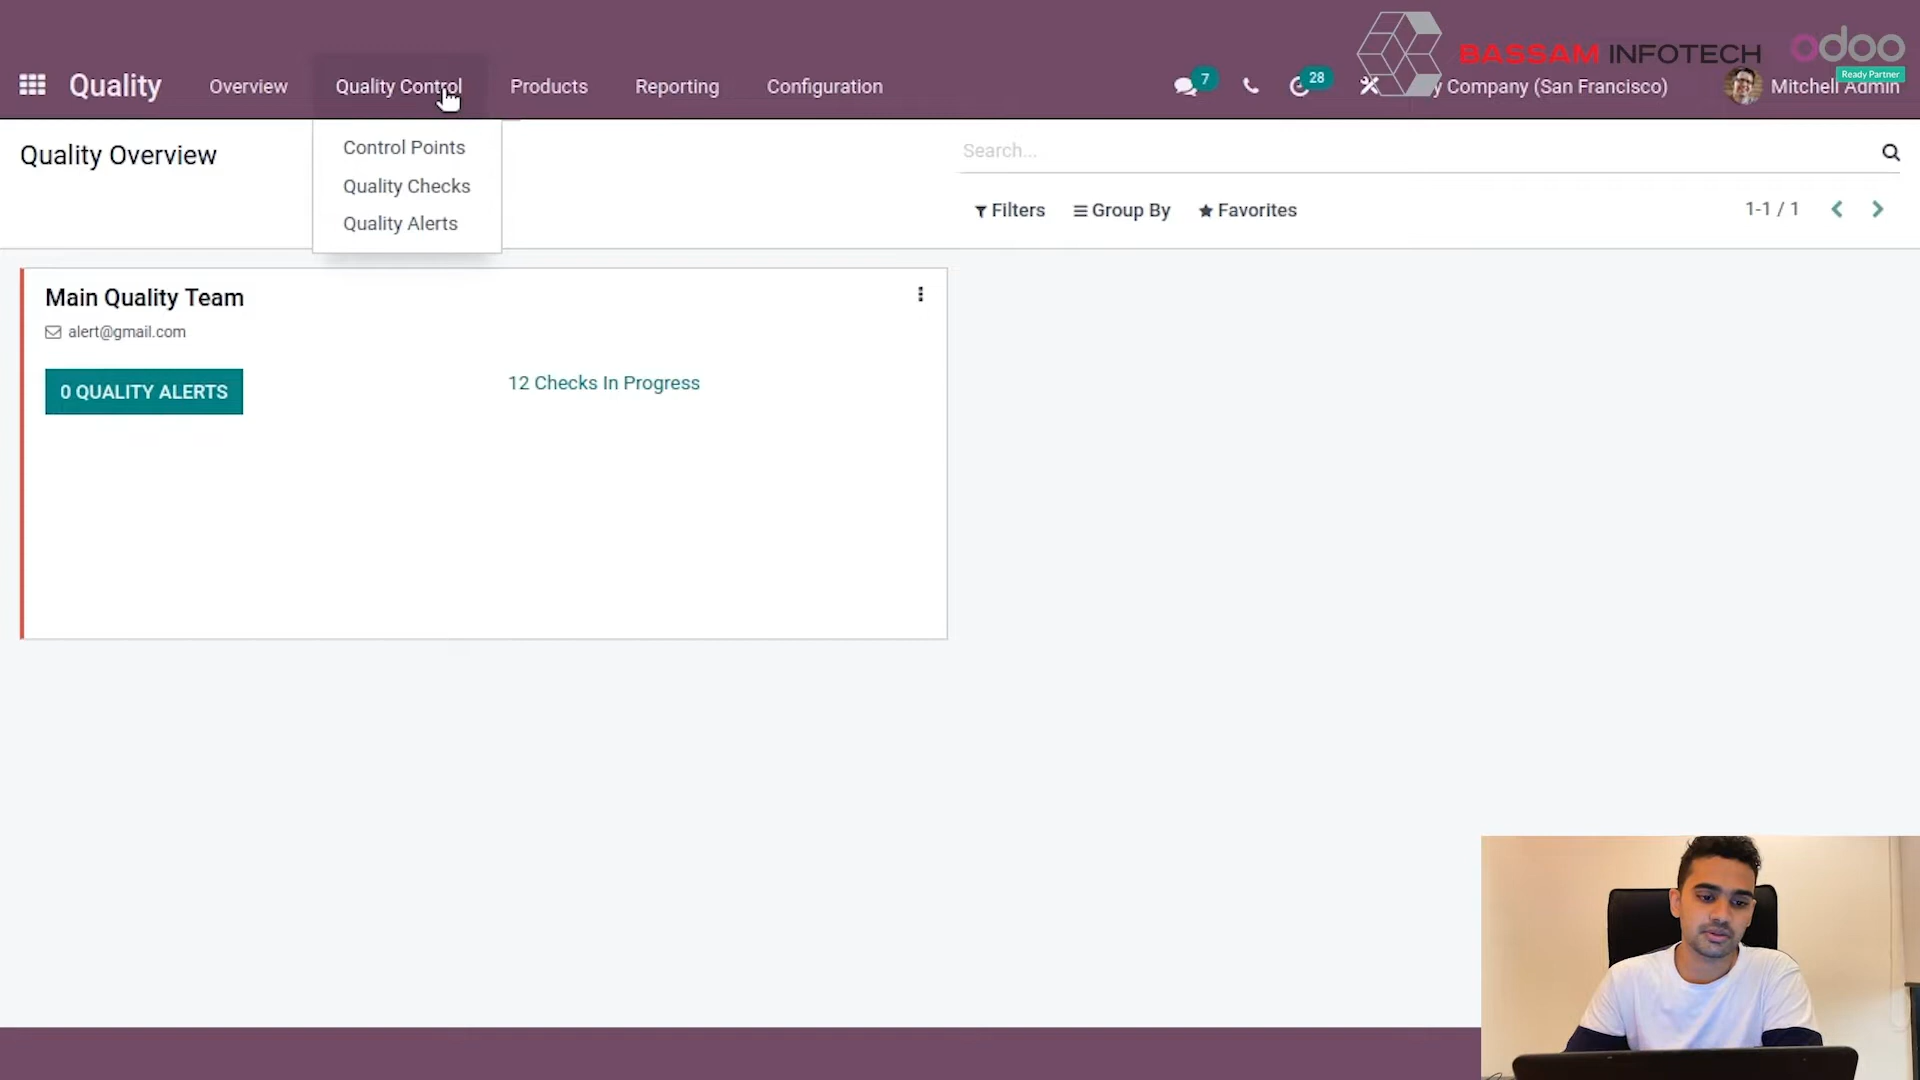 BASSAM INFOTECH
odoo
Ready Partner
Quality
Overview
Quality Control
Products
Reporting
Configuration
7
28
y Company (San Francisco)
Mitchell Admin
Control Points
Quality Checks
Quality Alerts
Quality Overview
Search...
Filters
Group By
Favorites
1-1 / 1
Main Quality Team
alert@gmail.com
0 QUALITY ALERTS
12 Checks In Progress